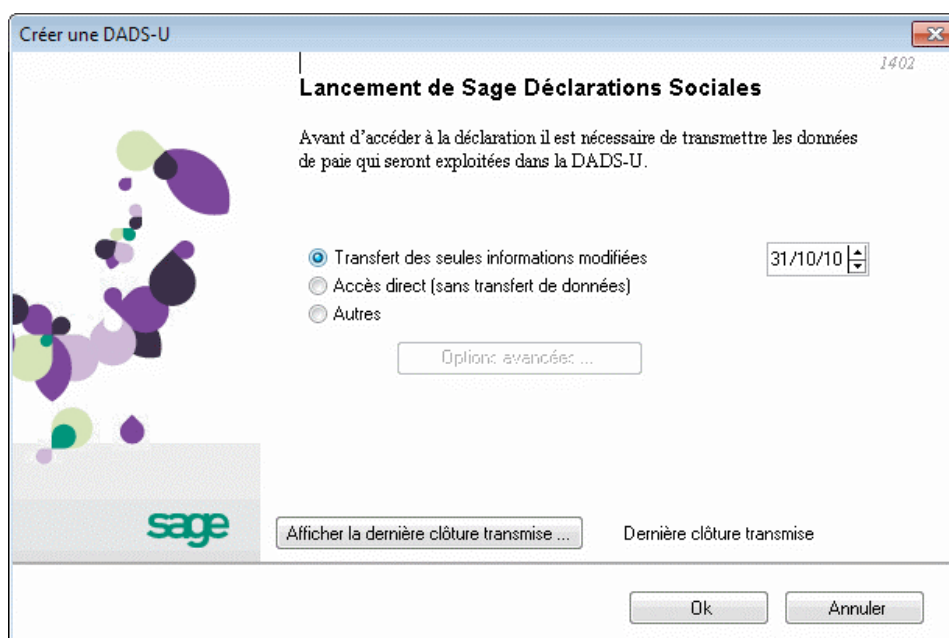 Créer une DADS-U
1402
Lancement de Sage Déclarations Sociales
Avant d'accéder à la déclaration il est nécessaire de transmettre les données
de paie qui seront exploitées dans la DADS-U.
Transfert des seules informations modifiées
31/10/10
Accès direct (sans transfert de données)
Autres
Options avancées ...
sage
Afficher la dernière clôture transmise ...
Dernière clôture transmise
Ok
Annuler